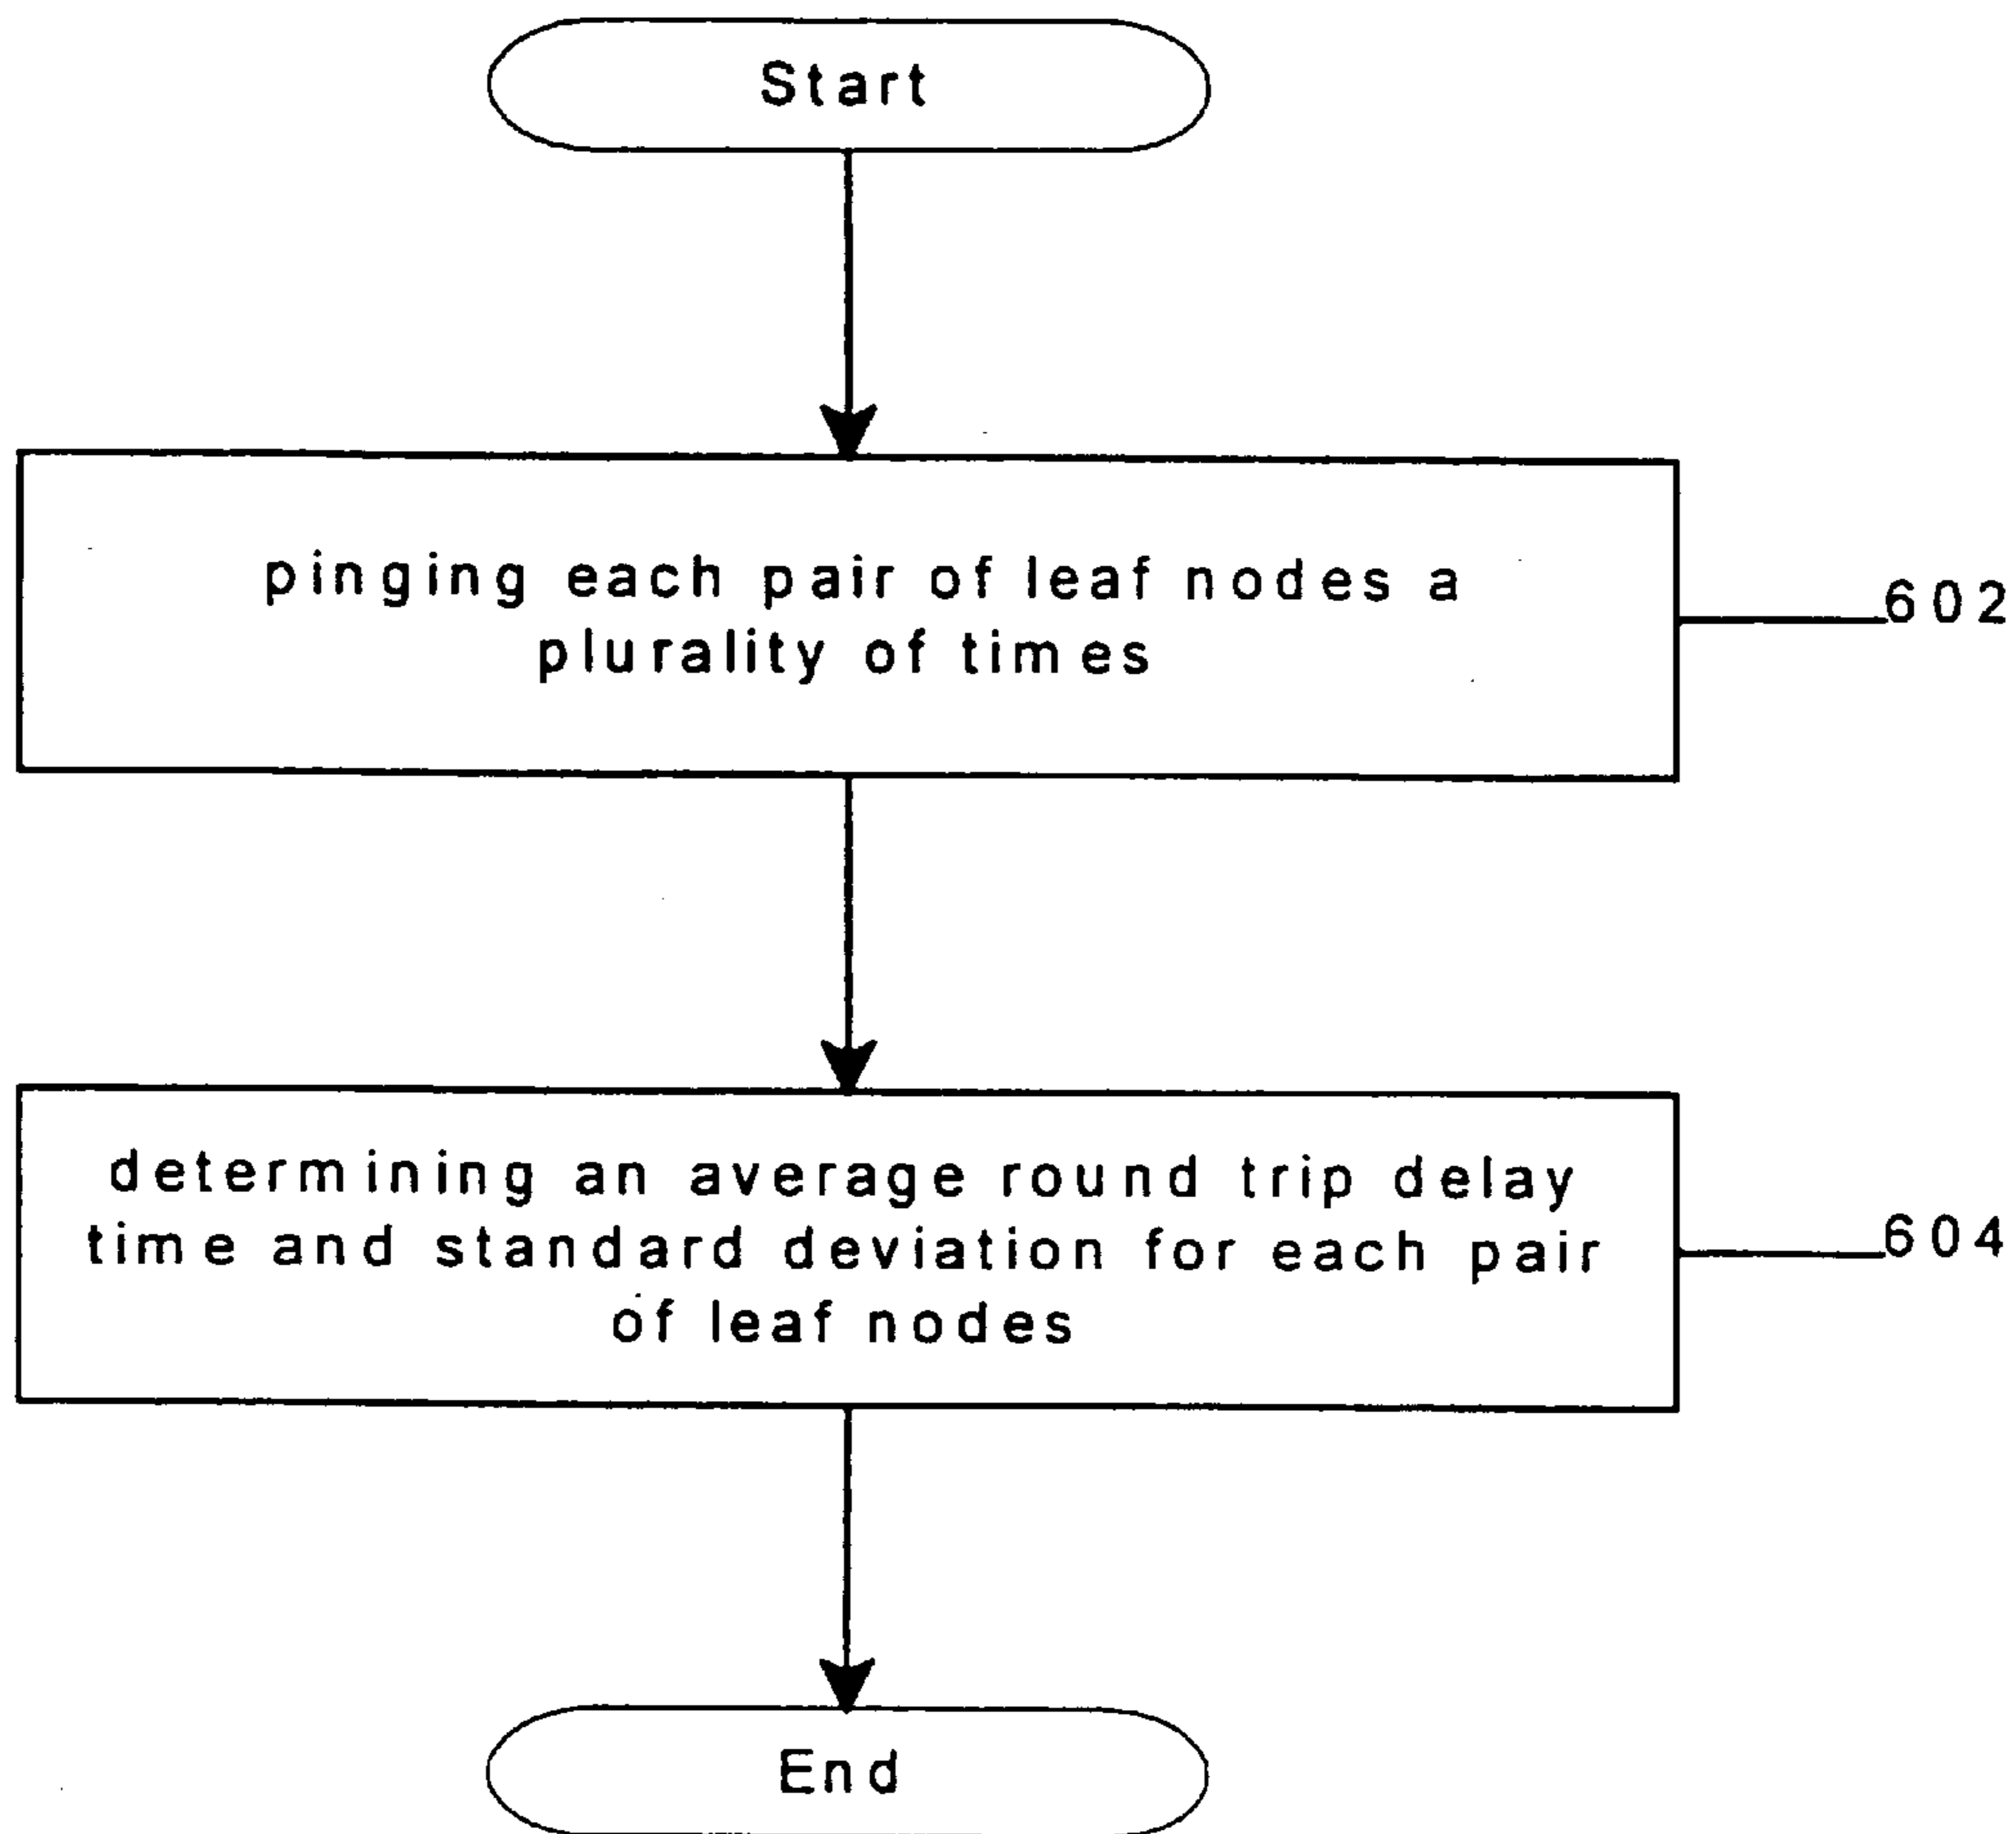 Start
pinging each pair of leaf nodes a
plurality of times
602
determining an average round trip delay
time and standard deviation for each pair
of leaf nodes
604
End